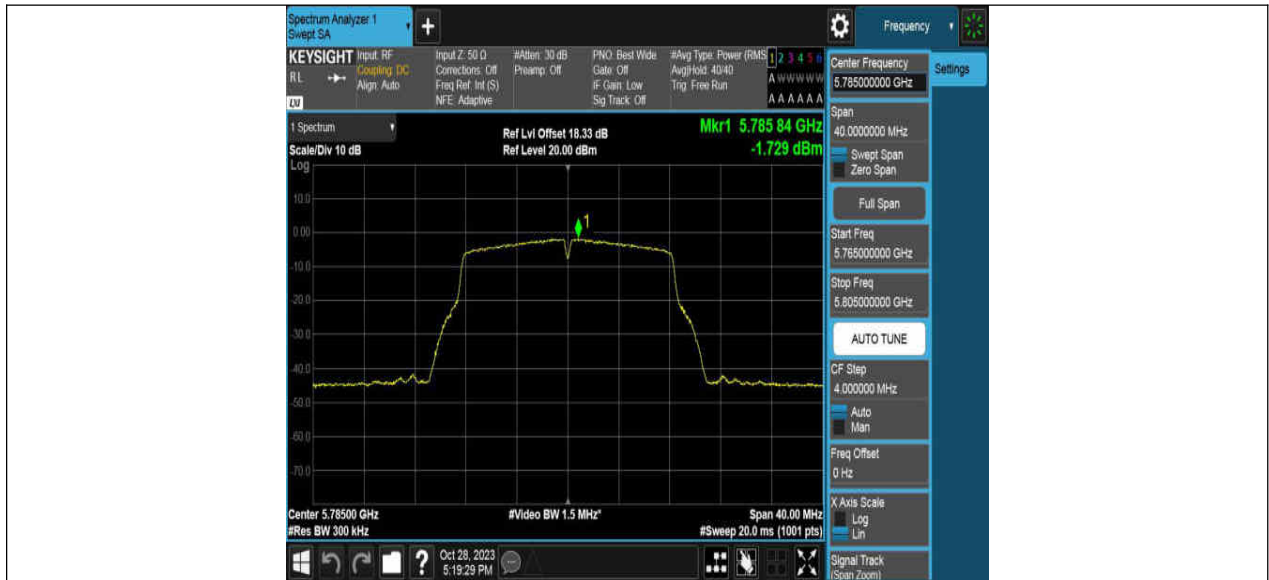 Spectrum Analyzer 1
Swept SA
Frequency
KEYSIGHT
RL
LXI
Input: RF
Coupling: DC
Align: Auto
Input Z: 50 Ω
Corrections: Off
Freq Ref: Int (S)
NFE: Adaptive
#Atten: 30 dB
Preamp: Off
PNO: Best Wide
Gate: Off
IF Gain: Low
Sig Track: Off
#Avg Type: Power (RMS
Avg|Hold: 40/40
Trig: Free Run
1 2 3 4 5 6
A W W W W W
A A A A A A
1 Spectrum
Scale/Div 10 dB
Log
Ref Lvl Offset 18.33 dB
Ref Level 20.00 dBm
Mkr1 5.785 84 GHz
-1.729 dBm
10.0
0.00
-10.0
-20.0
-30.0
-40.0
-50.0
-60.0
-70.0
1
Center 5.78500 GHz
#Res BW 300 kHz
#Video BW 1.5 MHz*
Span 40.00 MHz
#Sweep 20.0 ms (1001 pts)
?
Oct 28, 2023
5:19:29 PM
Center Frequency
5.785000000 GHz
Settings
Span
40.0000000 MHz
Swept Span
Zero Span
Full Span
Start Freq
5.765000000 GHz
Stop Freq
5.805000000 GHz
AUTO TUNE
CF Step
4.000000 MHz
Auto
Man
Freq Offset
0 Hz
X Axis Scale
Log
Lin
Signal Track
(Span Zoom)